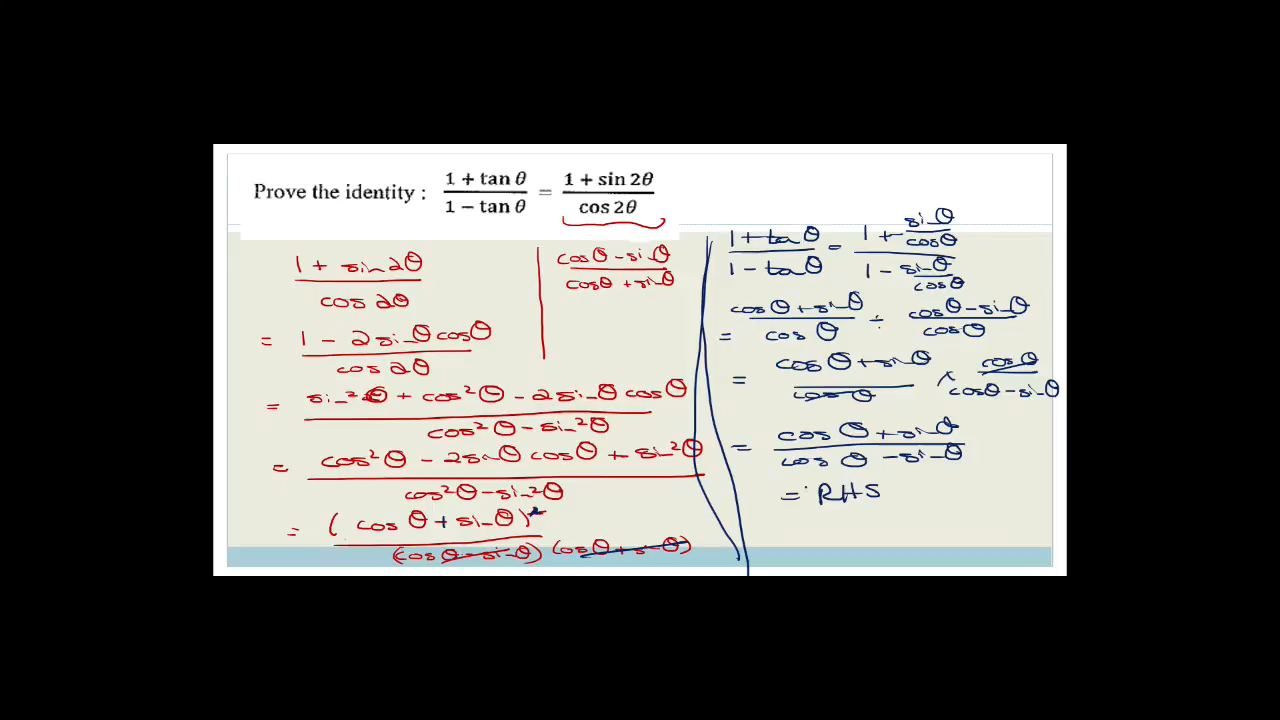 Prove the identity : (1 + tan θ)/(1 − tan θ) = (1 + sin 2θ)/(cos 2θ)
(1 + sin 2θ)/(cos 2θ)
= (1 − 2 sin θ cos θ)/(cos 2θ)
= (sin²θ + cos²θ − 2 sin θ cos θ)/(cos²θ − sin²θ)
= (cos²θ − 2 sin θ cos θ + sin²θ)/(cos²θ − sin²θ)
= (cos θ + sin θ)²/(cos θ − sin θ)(cos θ + sin θ)
(cos θ − sin θ)/(cos θ + sin θ)
(1 + tan θ)/(1 − tan θ) = (1 + sin θ/cos θ)/(1 − sin θ/cos θ)
= (cos θ + sin θ)/(cos θ) ÷ (cos θ − sin θ)/(cos θ)
= (cos θ + sin θ)/(cos θ) × (cos θ)/(cos θ − sin θ)
= (cos θ + sin θ)/(cos θ − sin θ)
= RHS